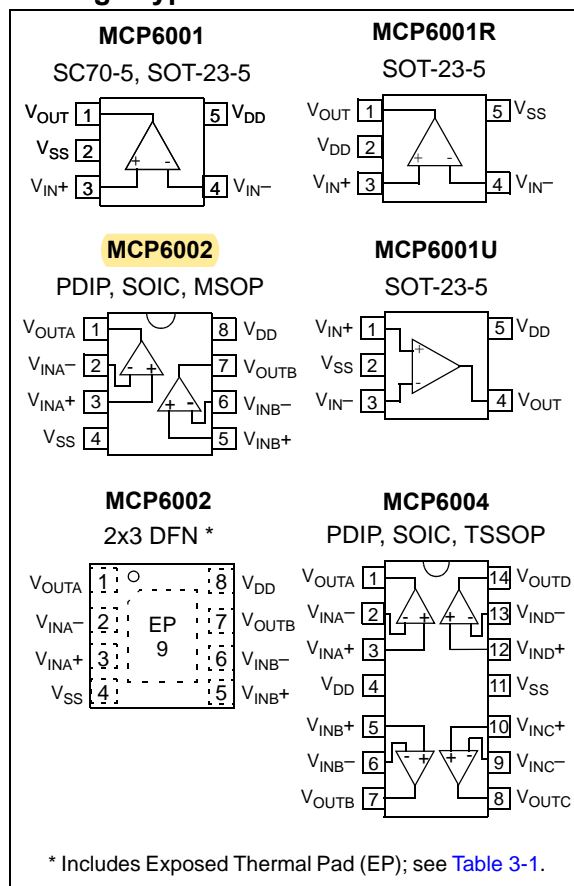 MCP6001
SC70-5, SOT-23-5
VOUT 1
VSS 2
VIN+ 3
5 VDD
4 VIN–
+ -
MCP6001R
SOT-23-5
VOUT 1
VDD 2
VIN+ 3
5 VSS
4 VIN–
+ -
MCP6002
PDIP, SOIC, MSOP
VOUTA 1
VINA– 2
VINA+ 3
VSS 4
8 VDD
7 VOUTB
6 VINB–
5 VINB+
- +
+ -
MCP6001U
SOT-23-5
VIN+ 1
VSS 2
VIN– 3
5 VDD
4 VOUT
+
-
MCP6002
2x3 DFN *
VOUTA 1
VINA– 2
VINA+ 3
VSS 4
EP
9
8 VDD
7 VOUTB
6 VINB–
5 VINB+
MCP6004
PDIP, SOIC, TSSOP
VOUTA 1
VINA– 2
VINA+ 3
VDD 4
VINB+ 5
VINB– 6
VOUTB 7
14 VOUTD
13 VIND–
12 VIND+
11 VSS
10 VINC+
9 VINC–
8 VOUTC
- +
+ -
- +
+ -
* Includes Exposed Thermal Pad (EP); see Table 3-1.